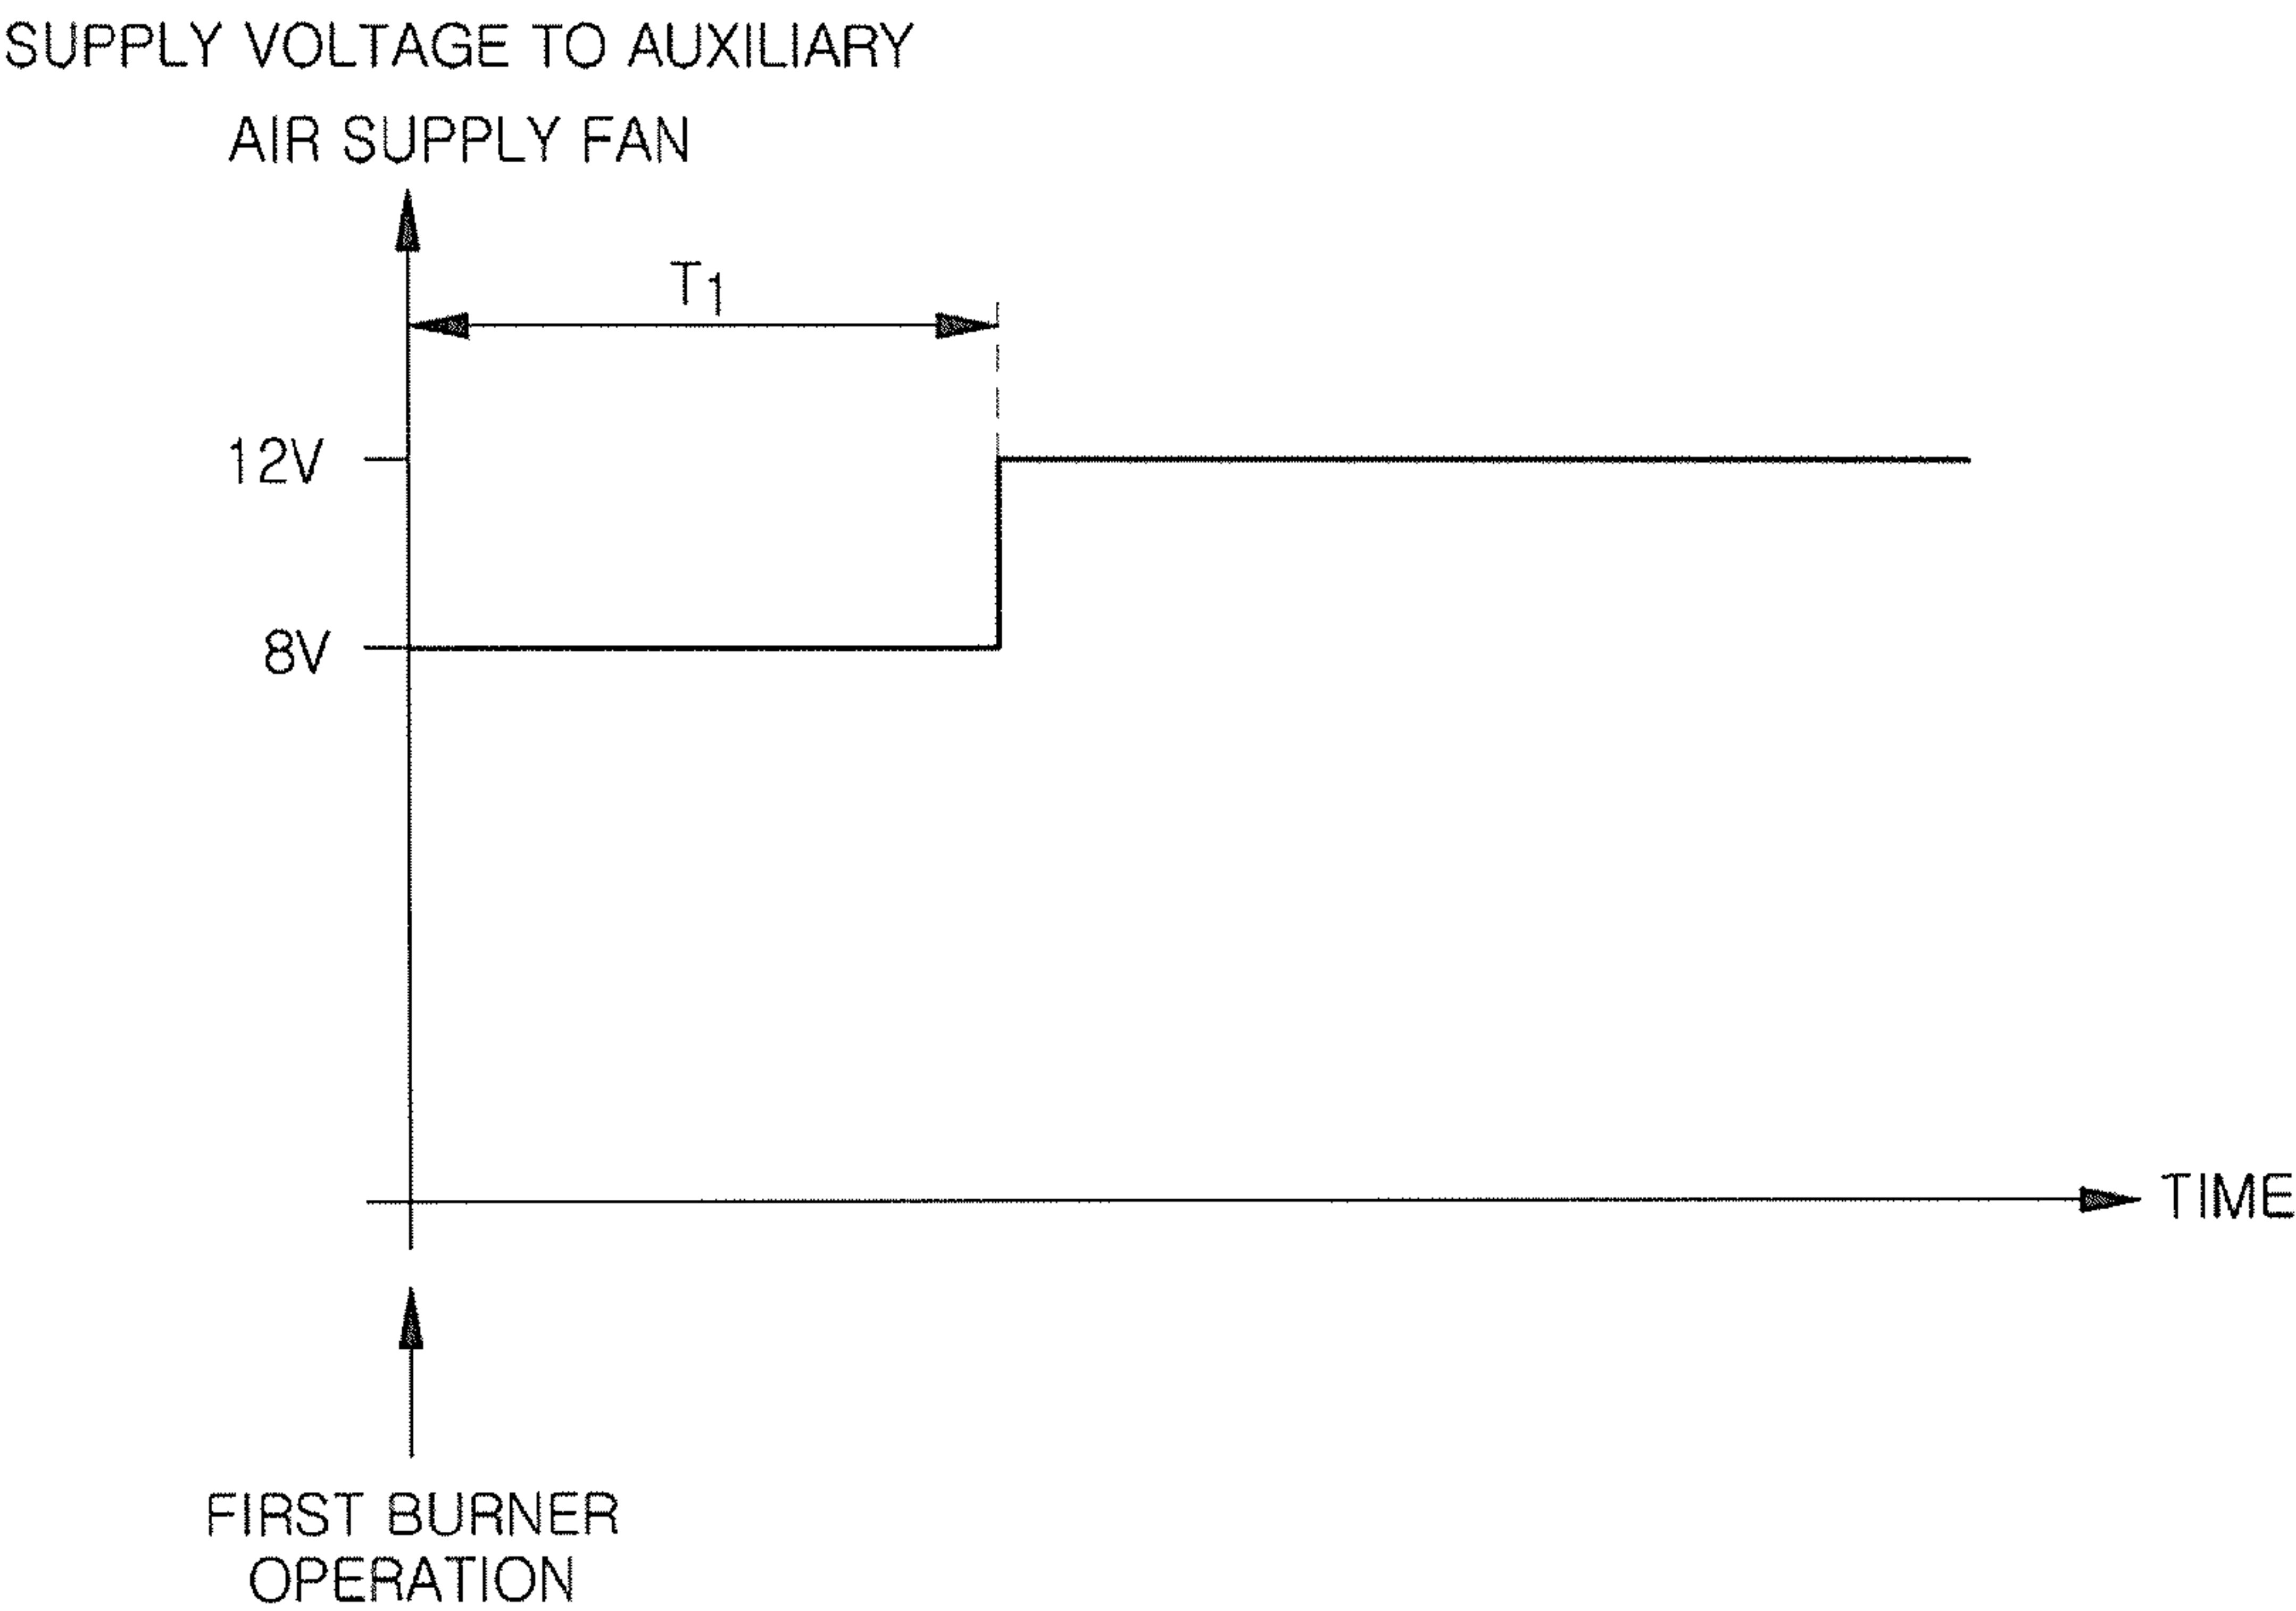 SUPPLY VOLTAGE TO AUXILIARY
AIR SUPPLY FAN
T1
12V
8V
TIME
FIRST BURNER
OPERATION